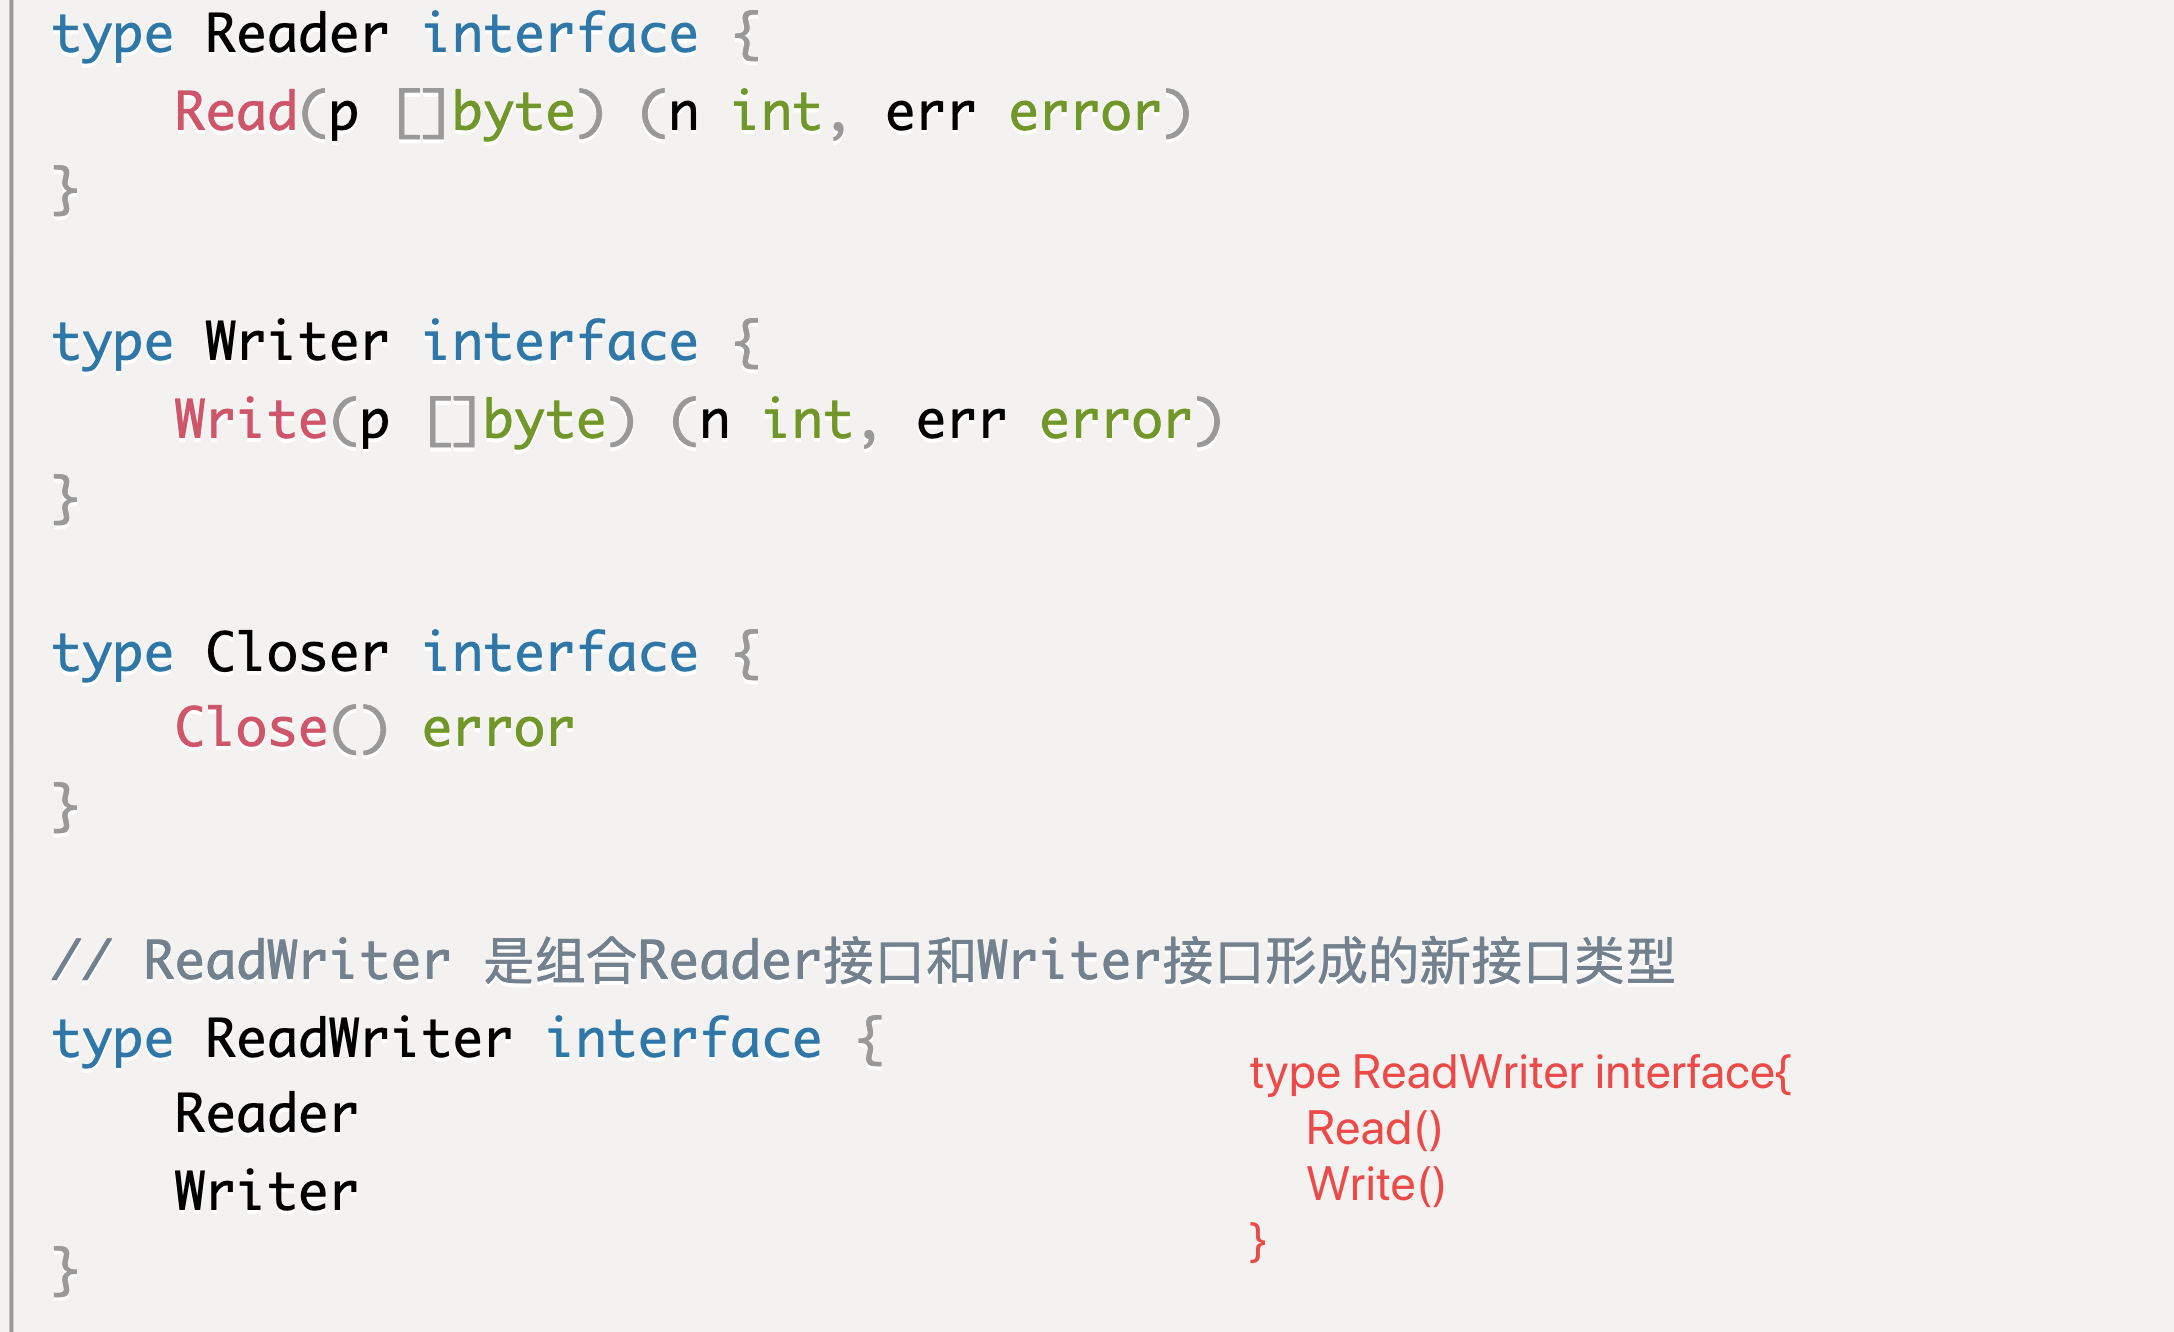 type Reader interface {
    Read(p []byte) (n int, err error)
}
type Writer interface {
    Write(p []byte) (n int, err error)
}
type Closer interface {
    Close() error
}
// ReadWriter 是组合Reader接口和Writer接口形成的新接口类型
type ReadWriter interface {
    Reader
    Writer
}
type ReadWriter interface{
    Read()
    Write()
}